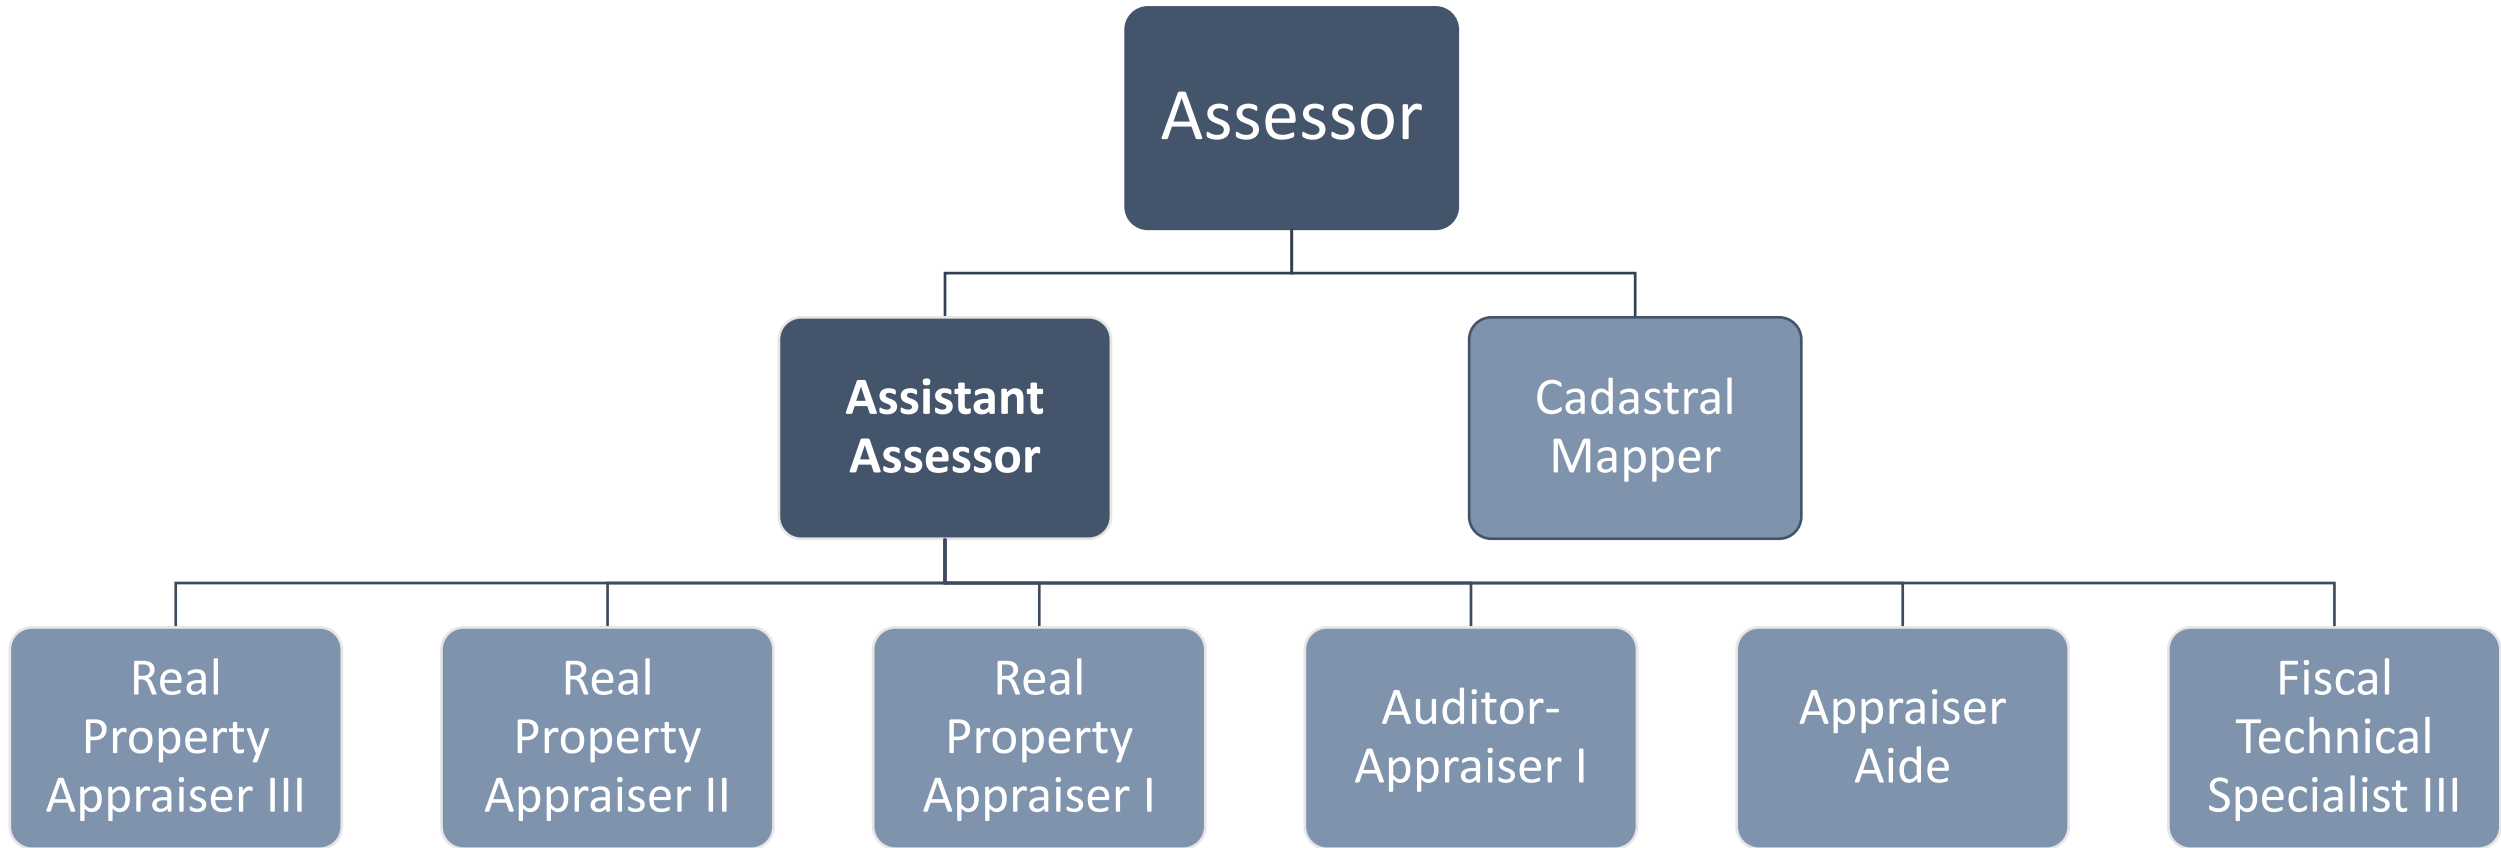 Assessor
Assistant
Assessor
Cadastral
Mapper
Real
Property
Appraiser III
Real
Property
Appraiser II
Real
Property
Appraiser I
Auditor-
Appraiser I
Appraiser
Aide
Fiscal
Technical
Specialist III